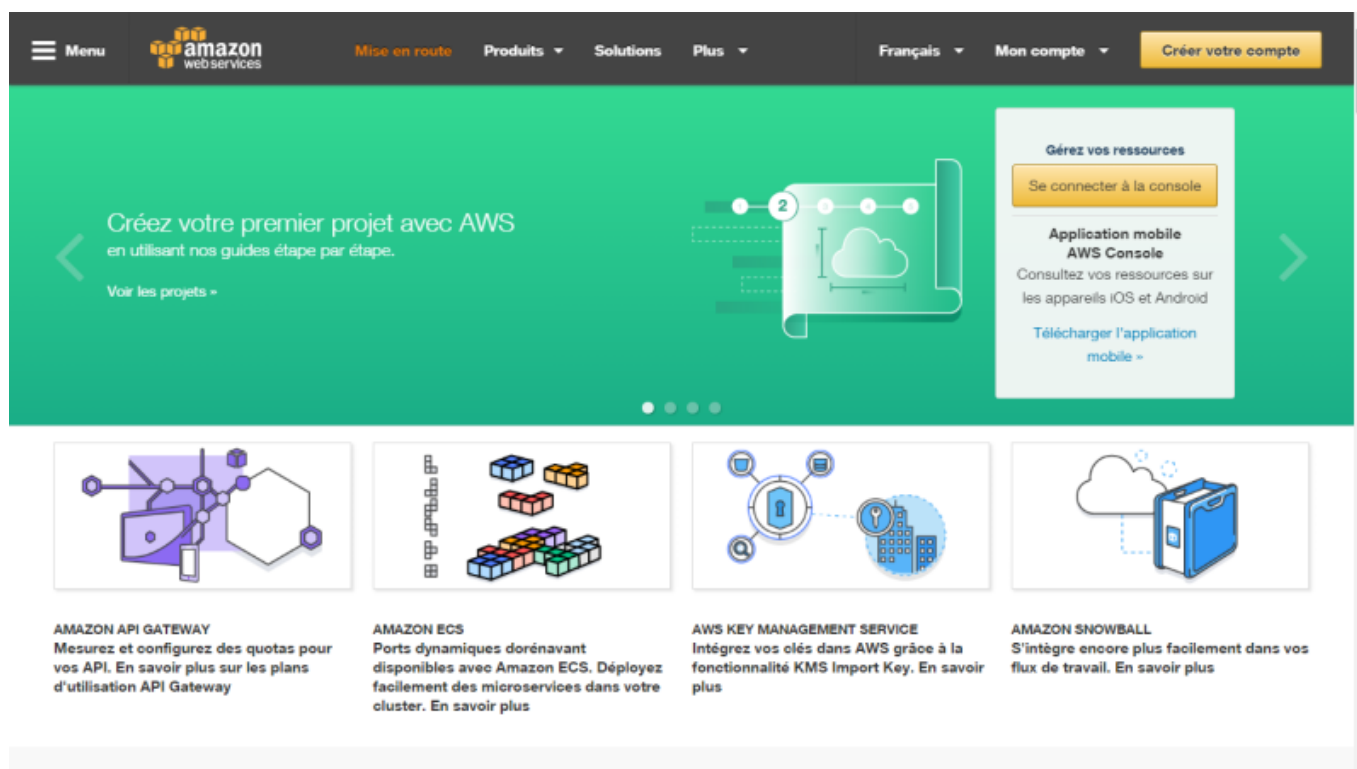 Menu
amazon
web services
Mise en route
Produits
Solutions
Plus
Français
Mon compte
Créer votre compte
Créez votre premier projet avec AWS
en utilisant nos guides étape par étape.
Voir les projets »
2
Gérez vos ressources
Se connecter à la console
Application mobile
AWS Console
Consultez vos ressources sur
les appareils iOS et Android
Télécharger l'application
mobile »
AMAZON API GATEWAY
Mesurez et configurez des quotas pour
vos API. En savoir plus sur les plans
d'utilisation API Gateway
AMAZON ECS
Ports dynamiques dorénavant
disponibles avec Amazon ECS. Déployez
facilement des microservices dans votre
cluster. En savoir plus
AWS KEY MANAGEMENT SERVICE
Intégrez vos clés dans AWS grâce à la
fonctionnalité KMS Import Key. En savoir
plus
AMAZON SNOWBALL
S'intègre encore plus facilement dans vos
flux de travail. En savoir plus